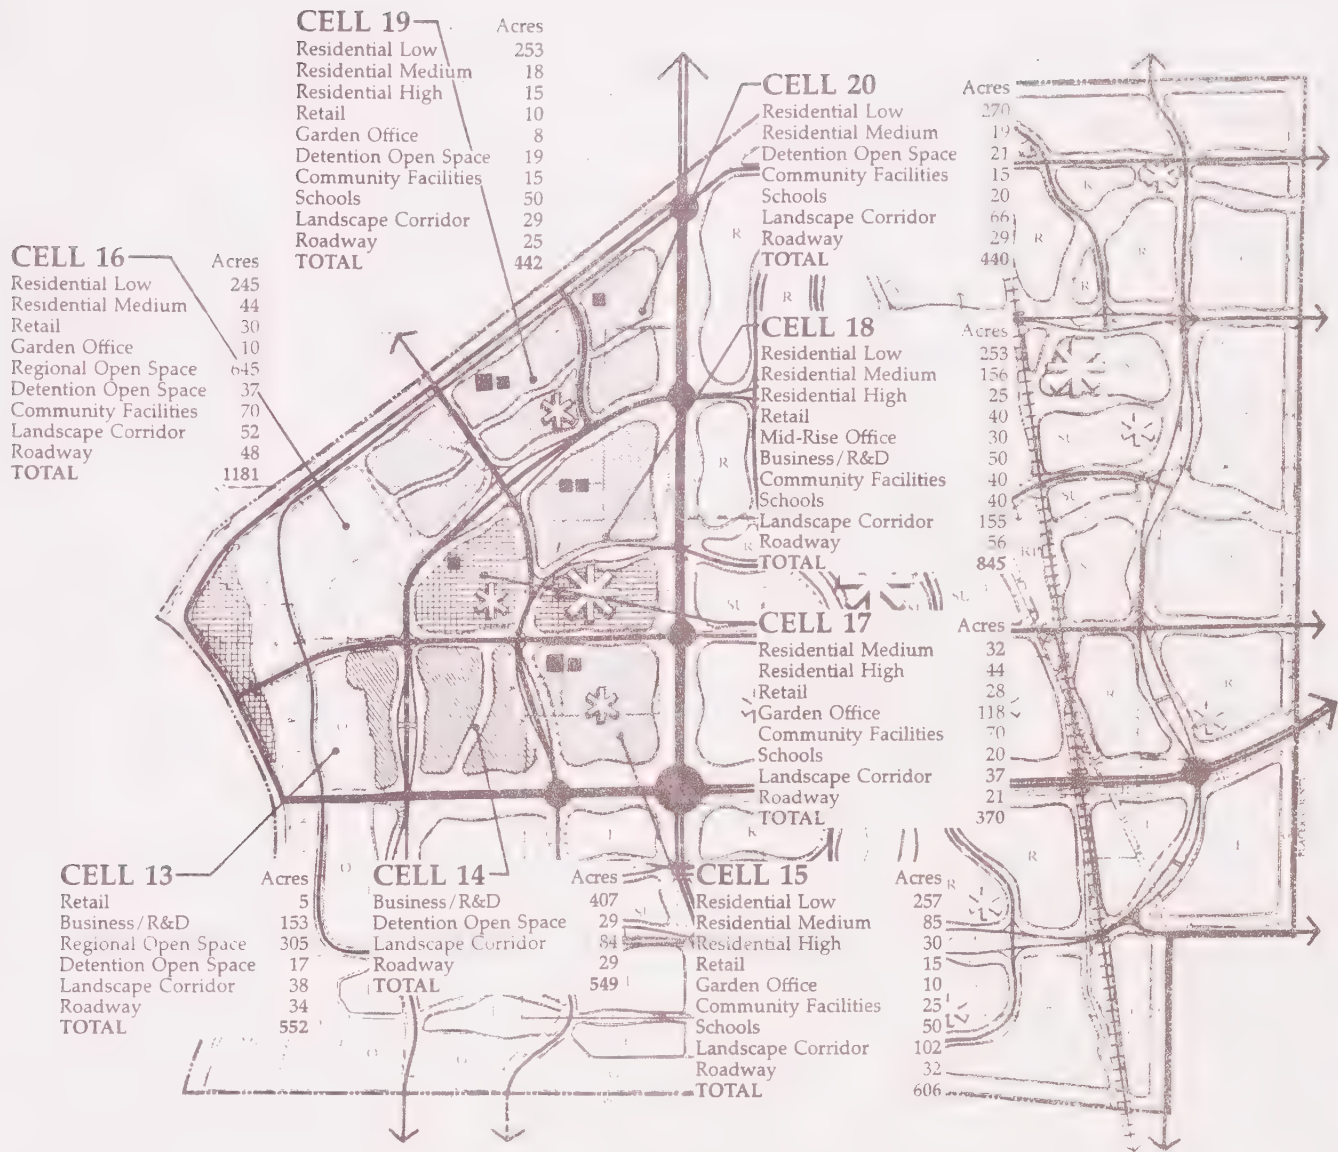 CELL 19 Acres
Residential Low 253
Residential Medium 18
Residential High 15
Retail 10
Garden Office 8
Detention Open Space 19
Community Facilities 15
Schools 50
Landscape Corridor 29
Roadway 25
TOTAL 442
CELL 20 Acres
Residential Low 270
Residential Medium 19
Detention Open Space 21
Community Facilities 15
Schools 20
Landscape Corridor 66
Roadway 29
TOTAL 440
CELL 16 Acres
Residential Low 245
Residential Medium 44
Retail 30
Garden Office 10
Regional Open Space 645
Detention Open Space 37
Community Facilities 70
Landscape Corridor 52
Roadway 48
TOTAL 1181
CELL 18 Acres
Residential Low 253
Residential Medium 156
Residential High 25
Retail 40
Mid-Rise Office 30
Business/R&D 50
Community Facilities 40
Schools 40
Landscape Corridor 155
Roadway 56
TOTAL 845
CELL 17 Acres
Residential Medium 32
Residential High 44
Retail 28
Garden Office 118
Community Facilities 70
Schools 20
Landscape Corridor 37
Roadway 21
TOTAL 370
CELL 13 Acres
Retail 5
Business/R&D 153
Regional Open Space 305
Detention Open Space 17
Landscape Corridor 38
Roadway 34
TOTAL 552
CELL 14 Acres
Business/R&D 407
Detention Open Space 29
Landscape Corridor 84
Roadway 29
TOTAL 549
CELL 15 Acres
Residential Low 257
Residential Medium 85
Residential High 30
Retail 15
Garden Office 10
Community Facilities 25
Schools 50
Landscape Corridor 102
Roadway 32
TOTAL 606
R
R
R
R
R
R
R
R
R